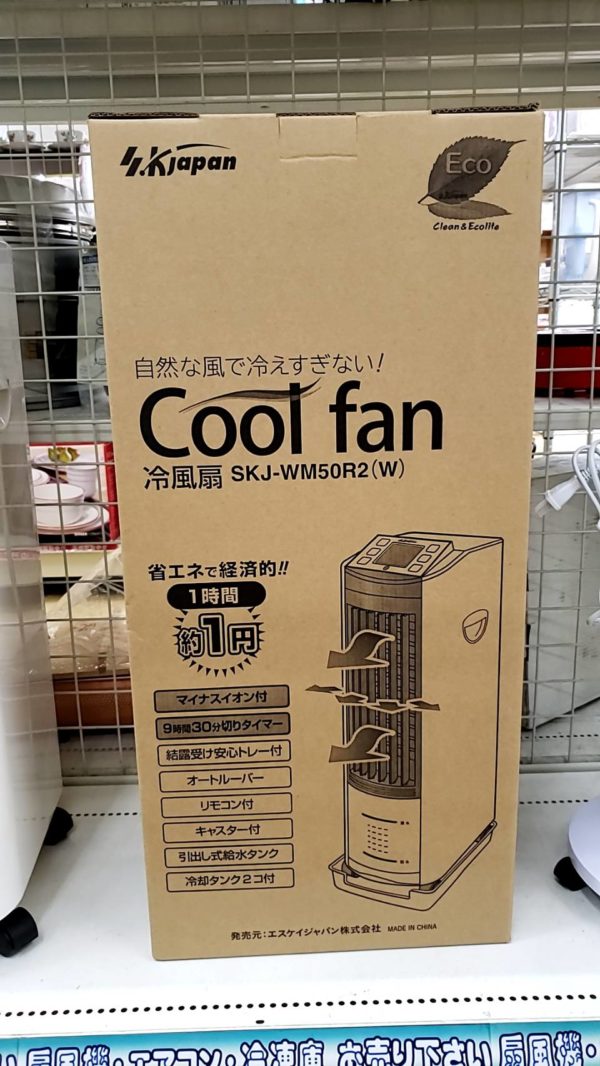 S.Kjapan
Eco
Clean & Ecolite
自然な風で冷えすぎない!
Cool fan
冷風扇 SKJ-WM50R2(W)
省エネで経済的!!
1時間
約1円
マイナスイオン付
9時間30分切りタイマー
結露受け安心トレー付
オートルーバー
リモコン付
キャスター付
引出し式給水タンク
冷却タンク2コ付
発売元:エスケイジャパン株式会社 MADE IN CHINA
い扇風機・エアコン・冷凍庫 お売り下さい扇風機・